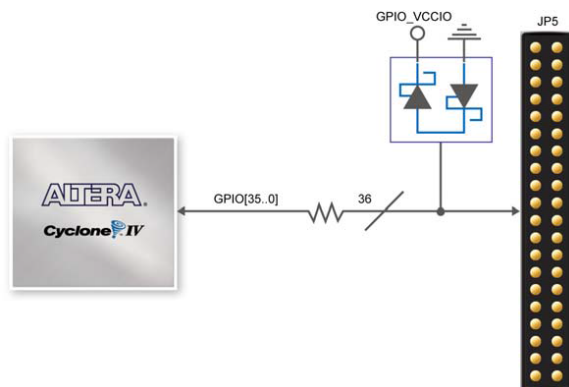 GPIO_VCCIO
JP5
ALTERA®
Cyclone IV
GPIO[35..0]
36